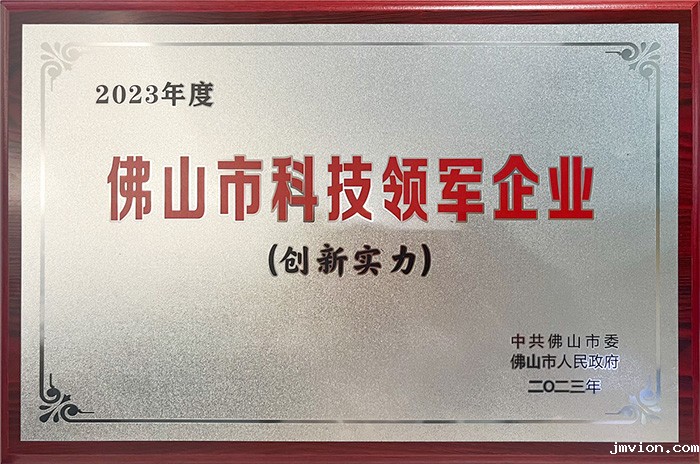 2023年度
佛山市科技领军企业
(创新实力)
中共佛山市委
佛山市人民政府
二〇二三年
jmvion.com